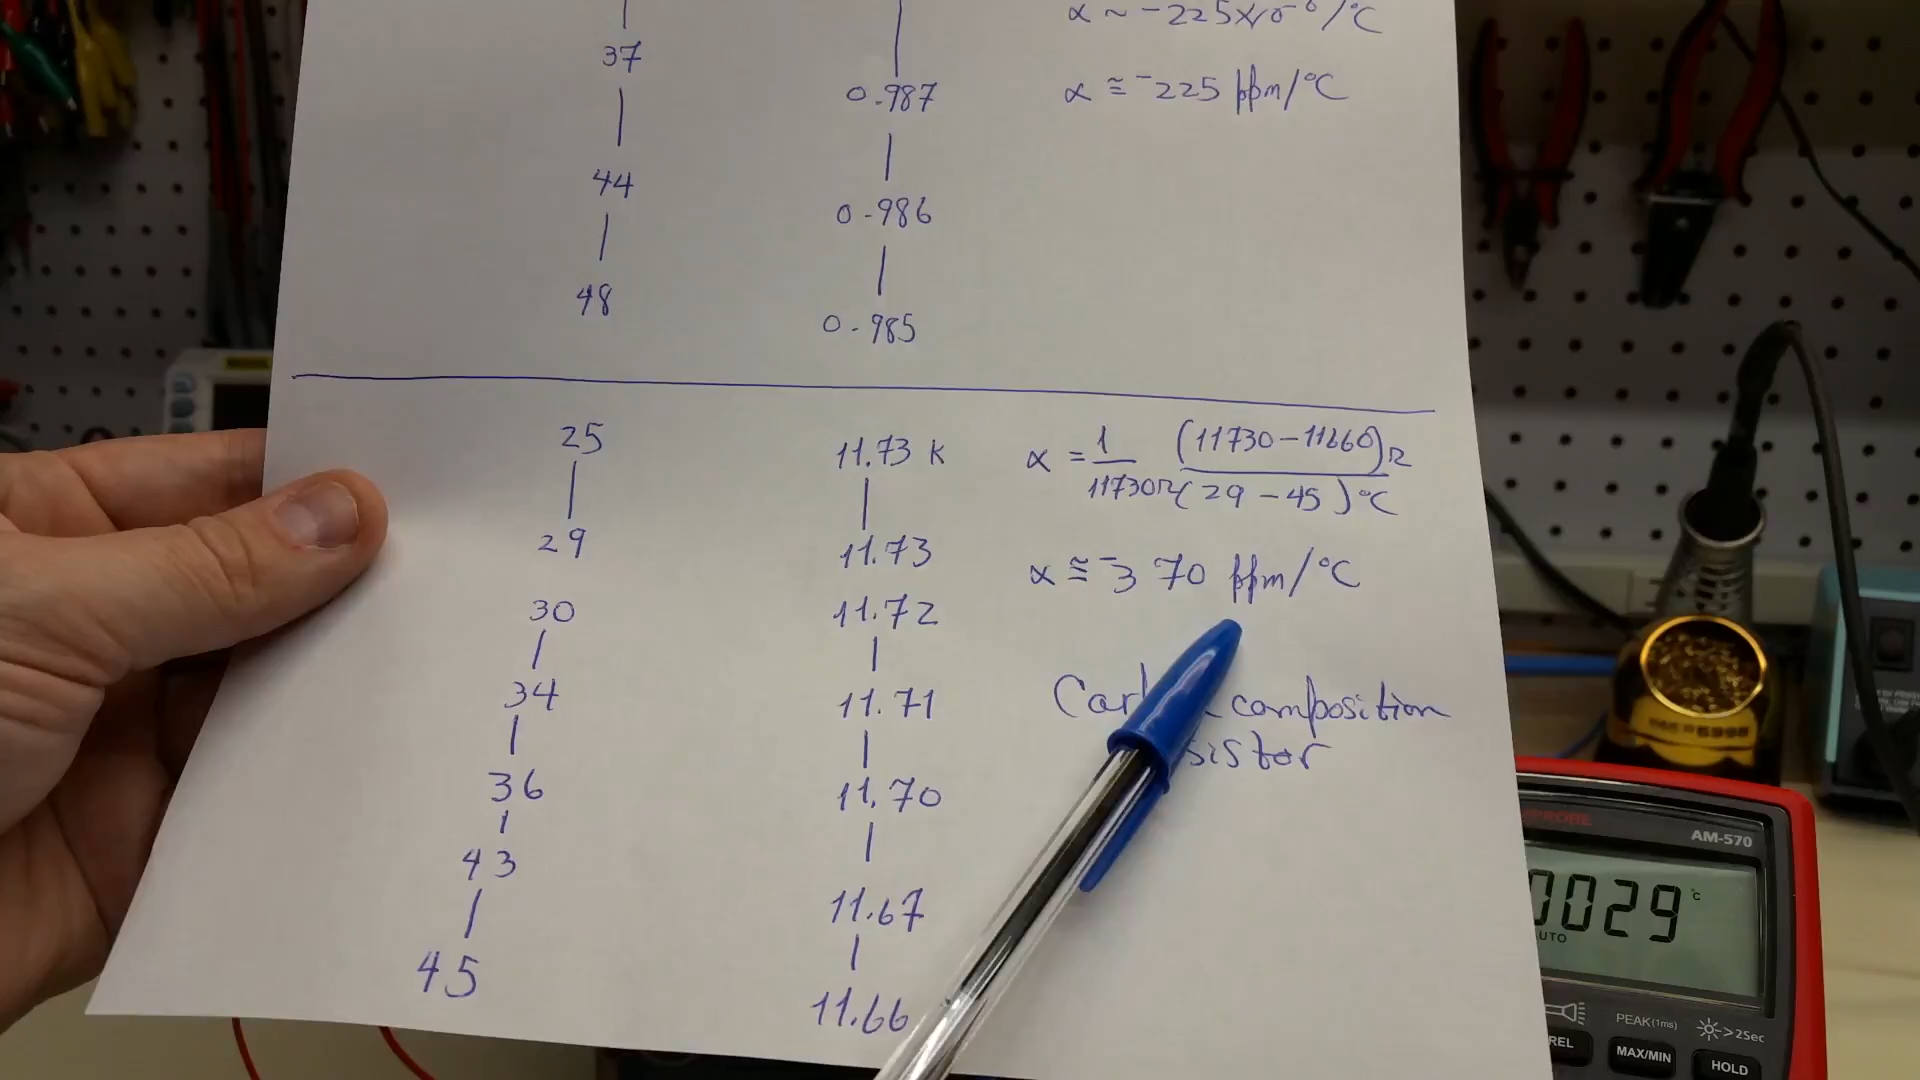 α ~ -225x10⁻⁶/°C
37
0.987
α ≅ -225 ppm/°C
44
0.986
48
0.985
25
11.73 K
α = 1/11730Ω (11730-11660)Ω/(29-45)°C
29
11.73
α ≅ -370 ppm/°C
30
11.72
34
11.71
composition
sistor
36
11.70
43
11.67
45
11.66
AM-570
0029 °C
AUTO
PEAK(1ms)
>2Sec
REL
MAX/MIN
HOLD